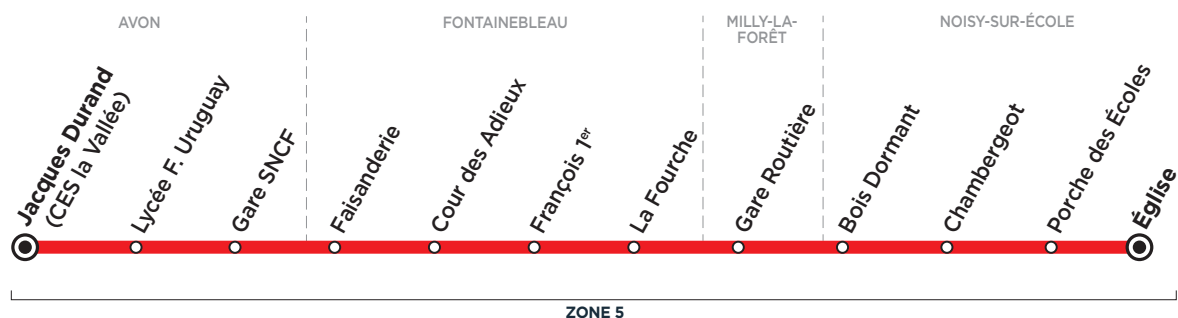 AVON
FONTAINEBLEAU
MILLY-LA-
FORÊT
NOISY-SUR-ÉCOLE
Jacques Durand
(CES la Vallée)
Lycée F. Uruguay
Gare SNCF
Faisanderie
Cour des Adieux
François 1er
La Fourche
Gare Routière
Bois Dormant
Chambergeot
Porche des Écoles
Église
ZONE 5